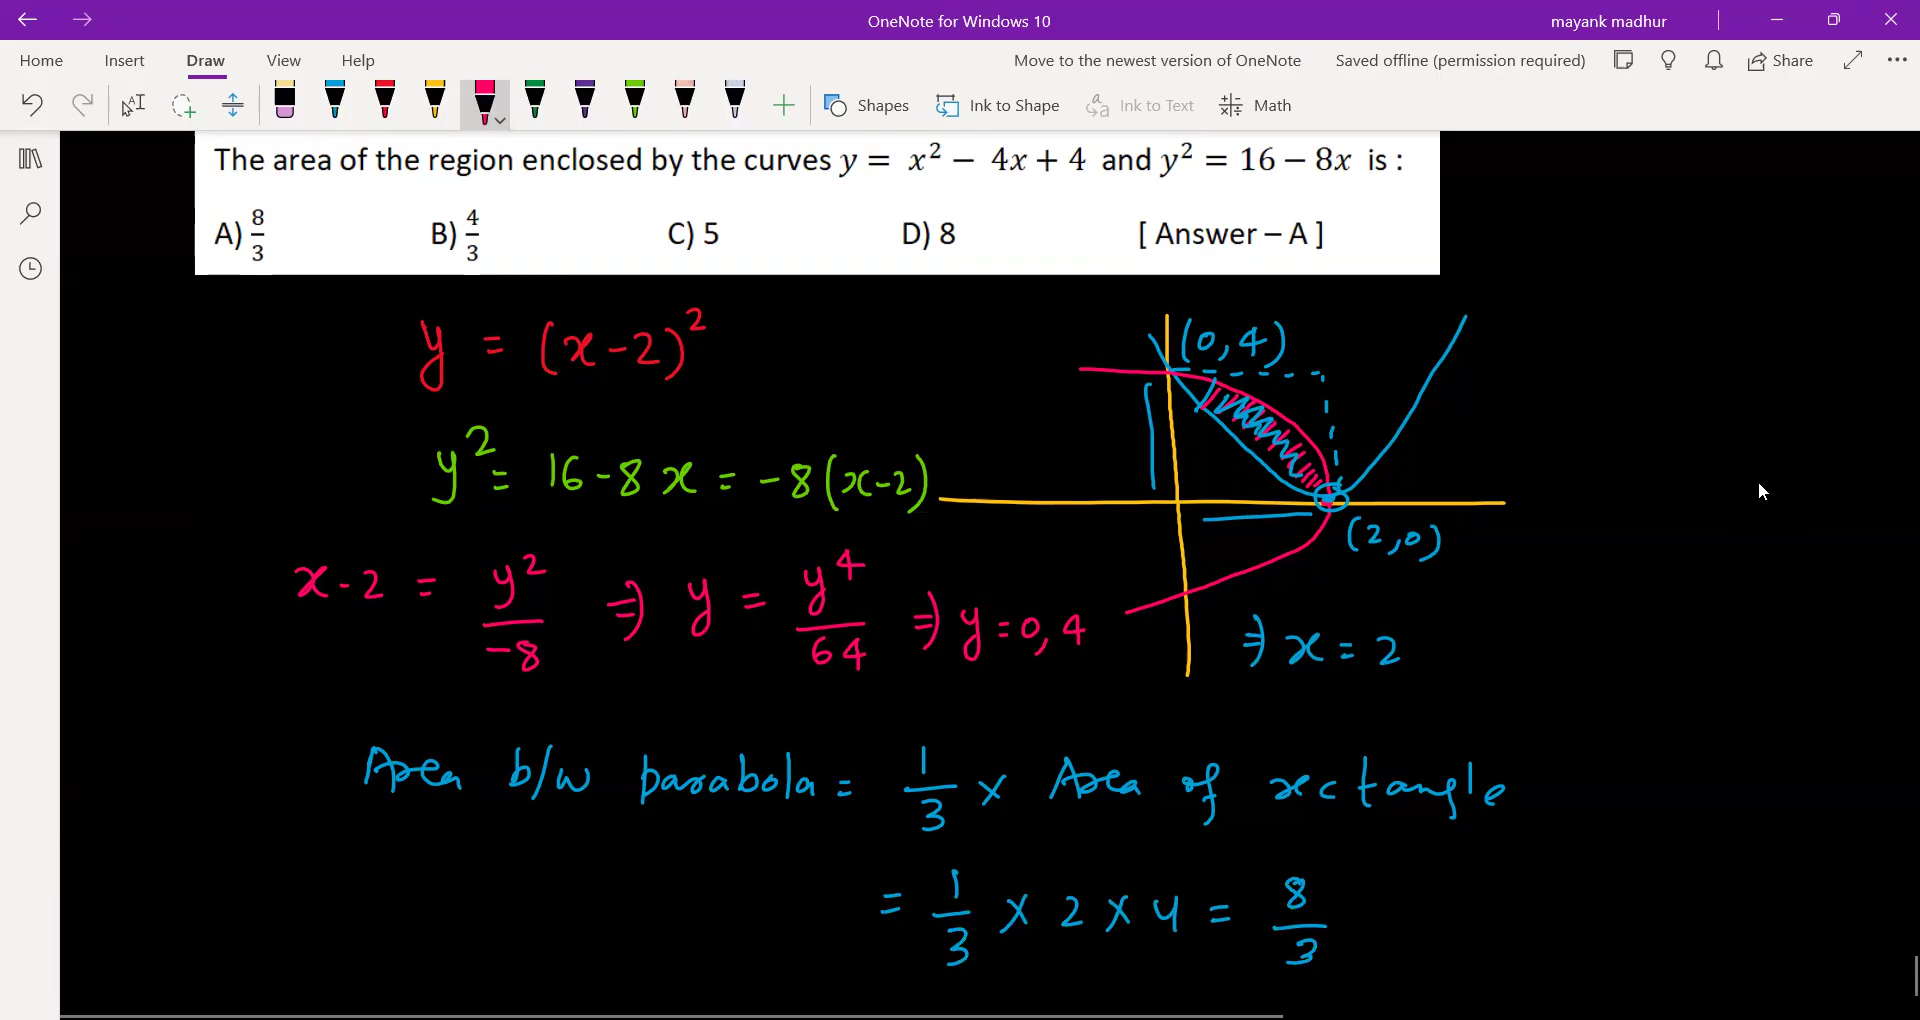 OneNote for Windows 10
mayank madhur
Home Insert Draw View Help
Move to the newest version of OneNote Saved offline (permission required) Share
Shapes Ink to Shape Ink to Text Math
The area of the region enclosed by the curves y = x² − 4x + 4 and y² = 16 − 8x is :
A) 8/3 B) 4/3 C) 5 D) 8 [ Answer – A ]
y = (x-2)²
(0,4)
y² = 16-8x = -8(x-2)
(2,0)
x-2 = y²/-8 ⇒ y = y⁴/64 ⇒ y=0,4
⇒ x = 2
Area b/w parabola = 1/3 × Area of rectangle
= 1/3 × 2 × 4 = 8/3